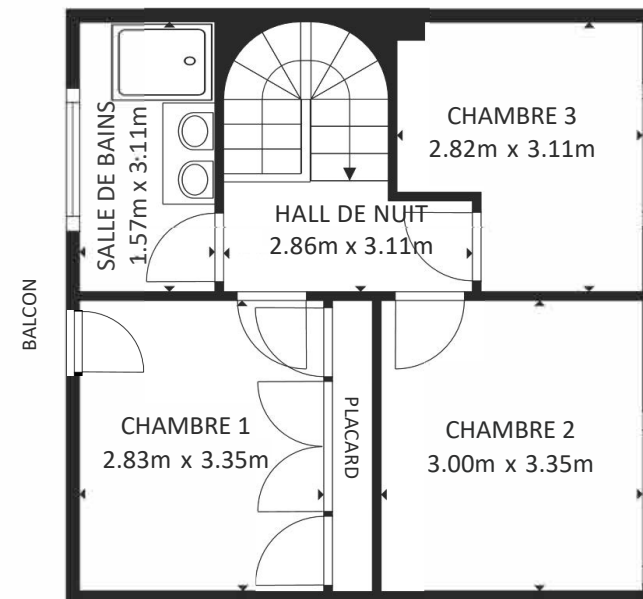 SALLE DE BAINS
1.57m x 3.11m
CHAMBRE 3
2.82m x 3.11m
HALL DE NUIT
2.86m x 3.11m
BALCON
CHAMBRE 1
2.83m x 3.35m
PLACARD
CHAMBRE 2
3.00m x 3.35m